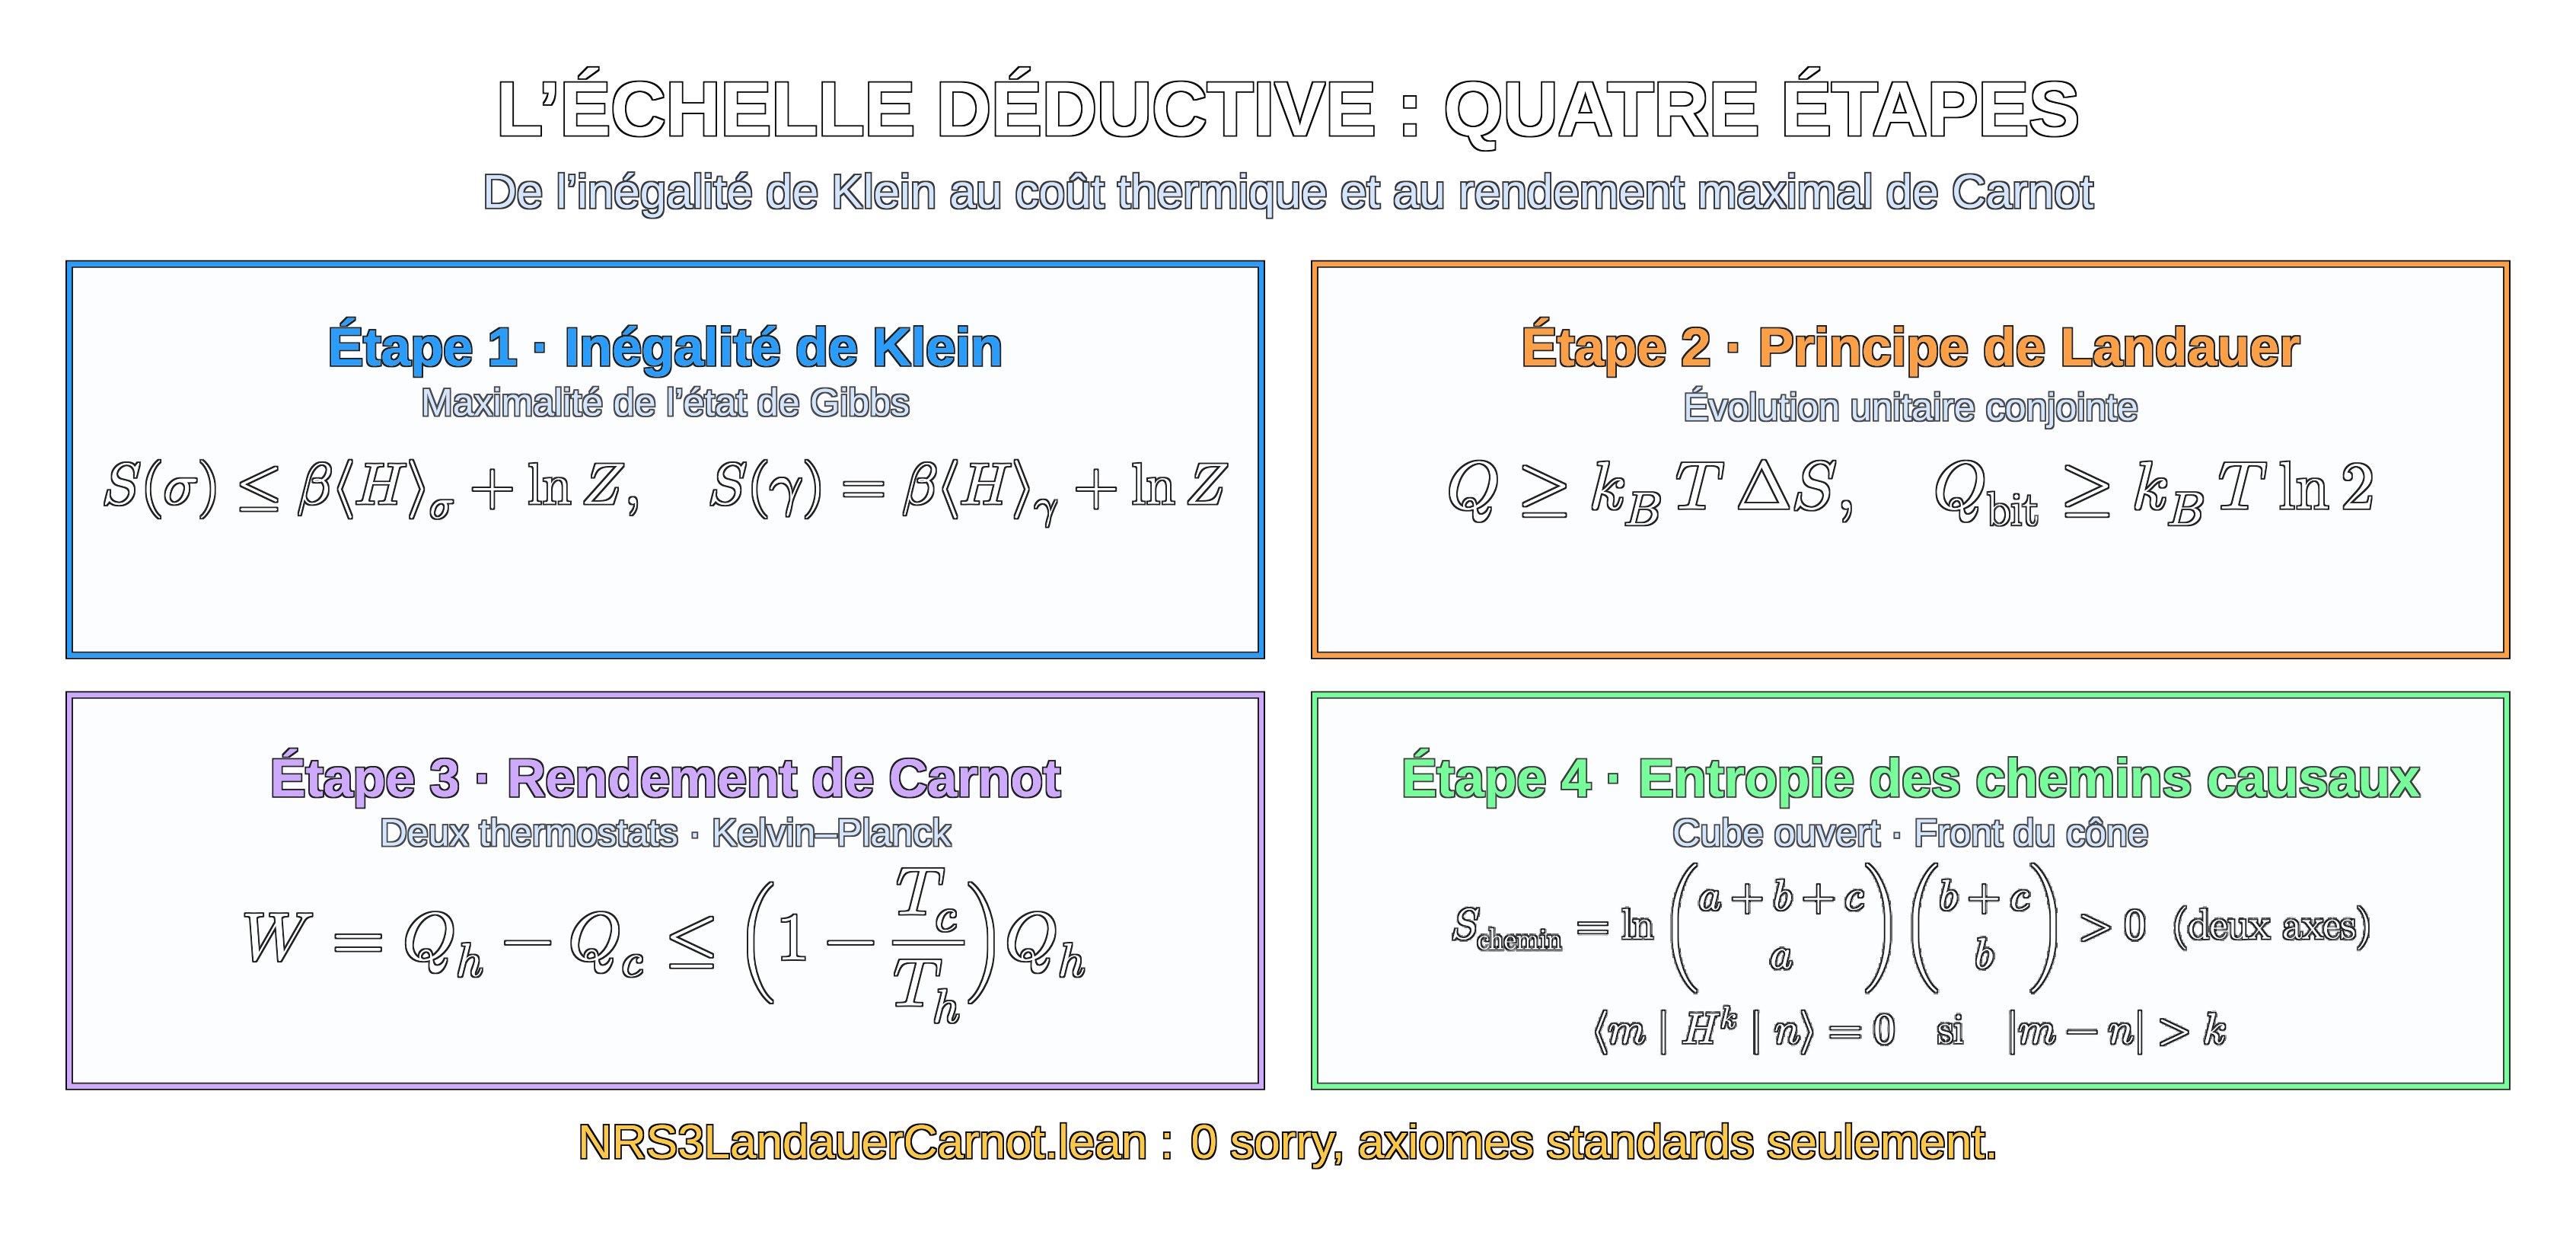 L’ÉCHELLE DÉDUCTIVE : QUATRE ÉTAPES
De l’inégalité de Klein au coût thermique et au rendement maximal de Carnot
Étape 1 · Inégalité de Klein
Maximalité de l’état de Gibbs
S(σ) ≤ β⟨H⟩_σ + ln Z,  S(γ) = β⟨H⟩_γ + ln Z
Étape 2 · Principe de Landauer
Évolution unitaire conjointe
Q ≥ k_B T ΔS,  Q_bit ≥ k_B T ln 2
Étape 3 · Rendement de Carnot
Deux thermostats · Kelvin–Planck
W = Q_h − Q_c ≤ (1 − T_c/T_h) Q_h
Étape 4 · Entropie des chemins causaux
Cube ouvert · Front du cône
S_chemin = ln (a + b + c a) (b + c b) > 0 (deux axes)
⟨m | H^k | n⟩ = 0 si |m − n| > k
NRS3LandauerCarnot.lean : 0 sorry, axiomes standards seulement.